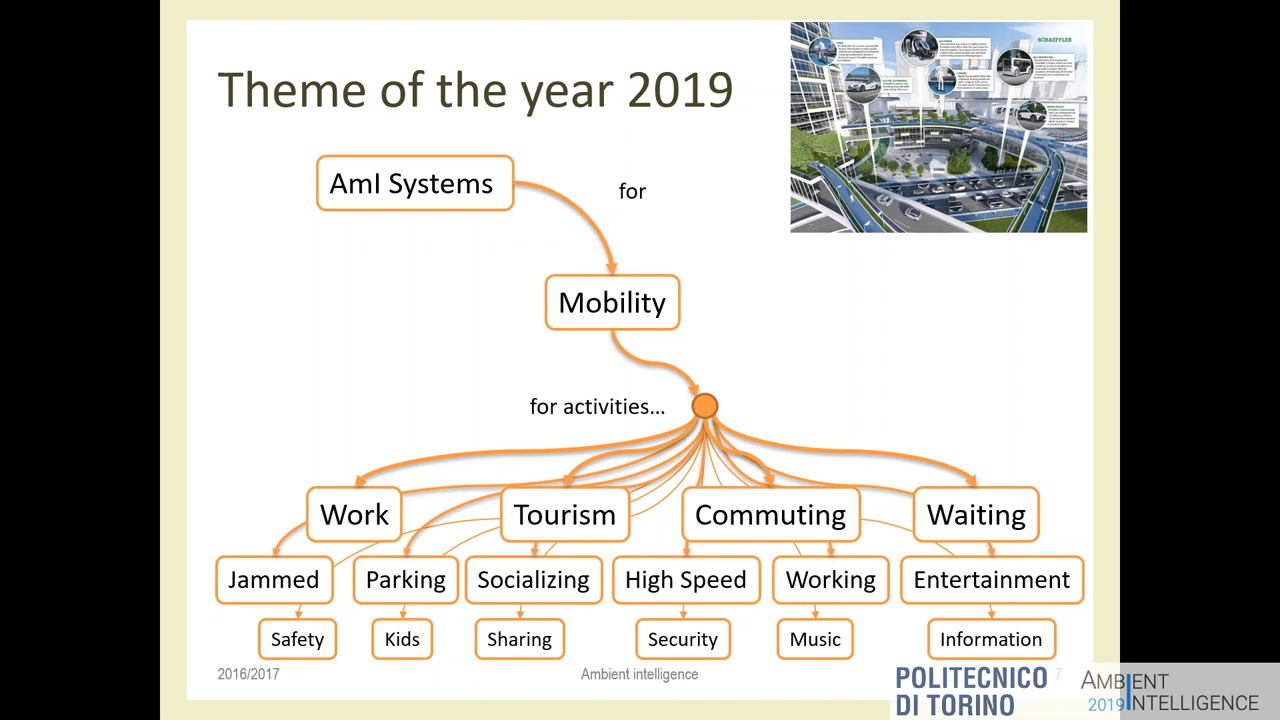 Theme of the year 2019
SCHAEFFLER
AmI Systems
for
Mobility
for activities...
Work
Tourism
Commuting
Waiting
Jammed
Parking
Socializing
High Speed
Working
Entertainment
Safety
Kids
Sharing
Security
Music
Information
2016/2017
Ambient intelligence
7
POLITECNICO
DI TORINO
AMBIENT
2019 INTELLIGENCE